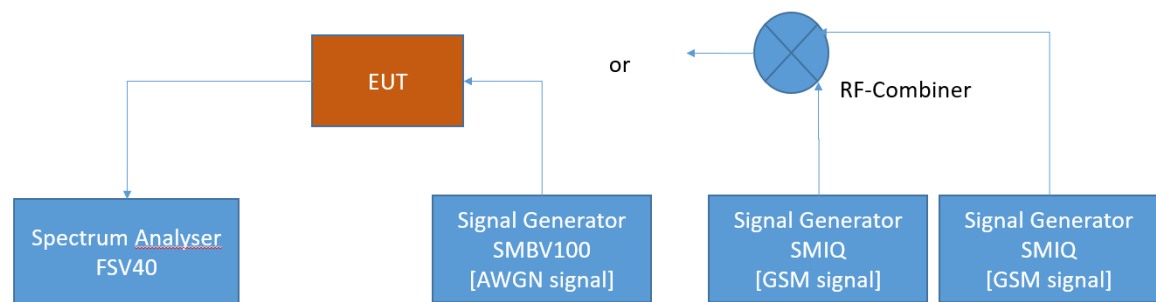 EUT
or
RF-Combiner
Spectrum Analyser
FSV40
Signal Generator
SMBV100
[AWGN signal]
Signal Generator
SMIQ
[GSM signal]
Signal Generator
SMIQ
[GSM signal]